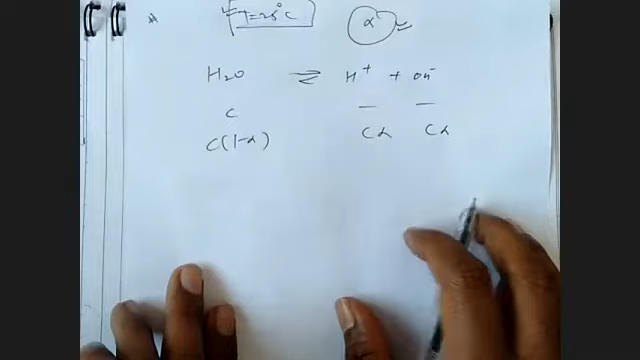 T=25°C α
H₂O ⇌ H⁺ + OH⁻
C — —
C(1-α) Cα Cα